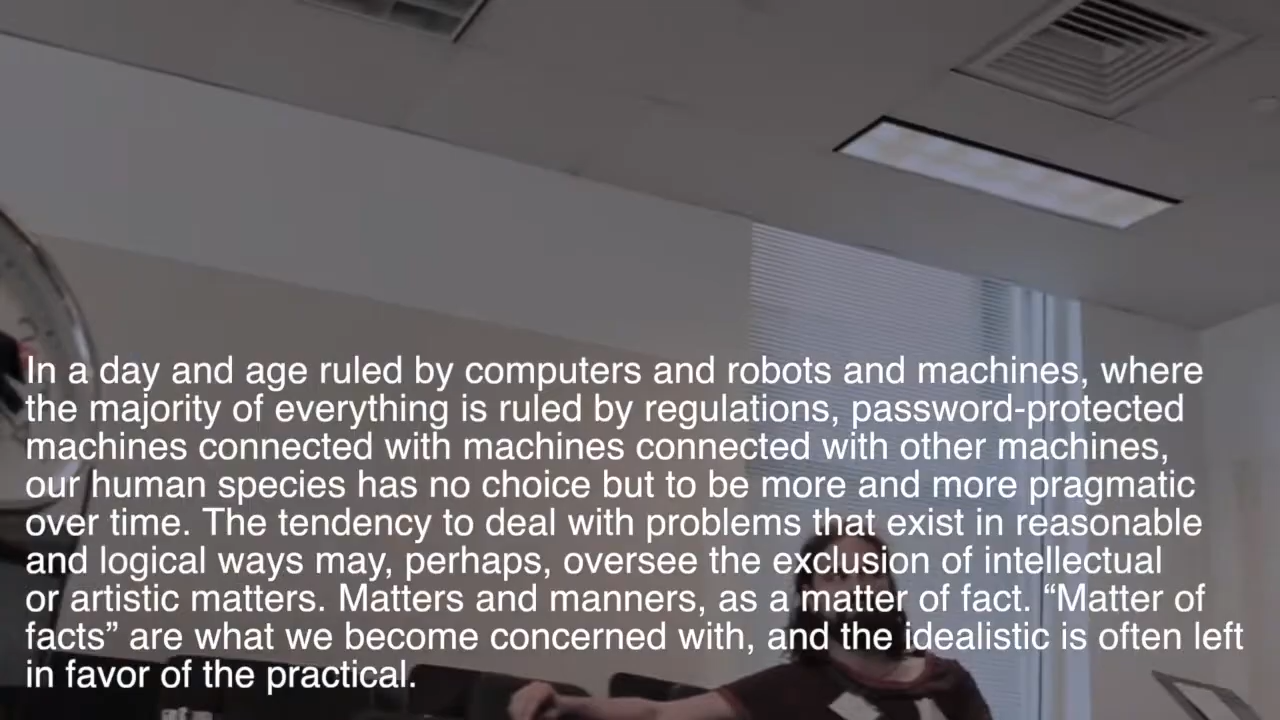 In a day and age ruled by computers and robots and machines, where
the majority of everything is ruled by regulations, password-protected
machines connected with machines connected with other machines,
our human species has no choice but to be more and more pragmatic
over time. The tendency to deal with problems that exist in reasonable
and logical ways may, perhaps, oversee the exclusion of intellectual
or artistic matters. Matters and manners, as a matter of fact. “Matter of
facts” are what we become concerned with, and the idealistic is often left
in favor of the practical.